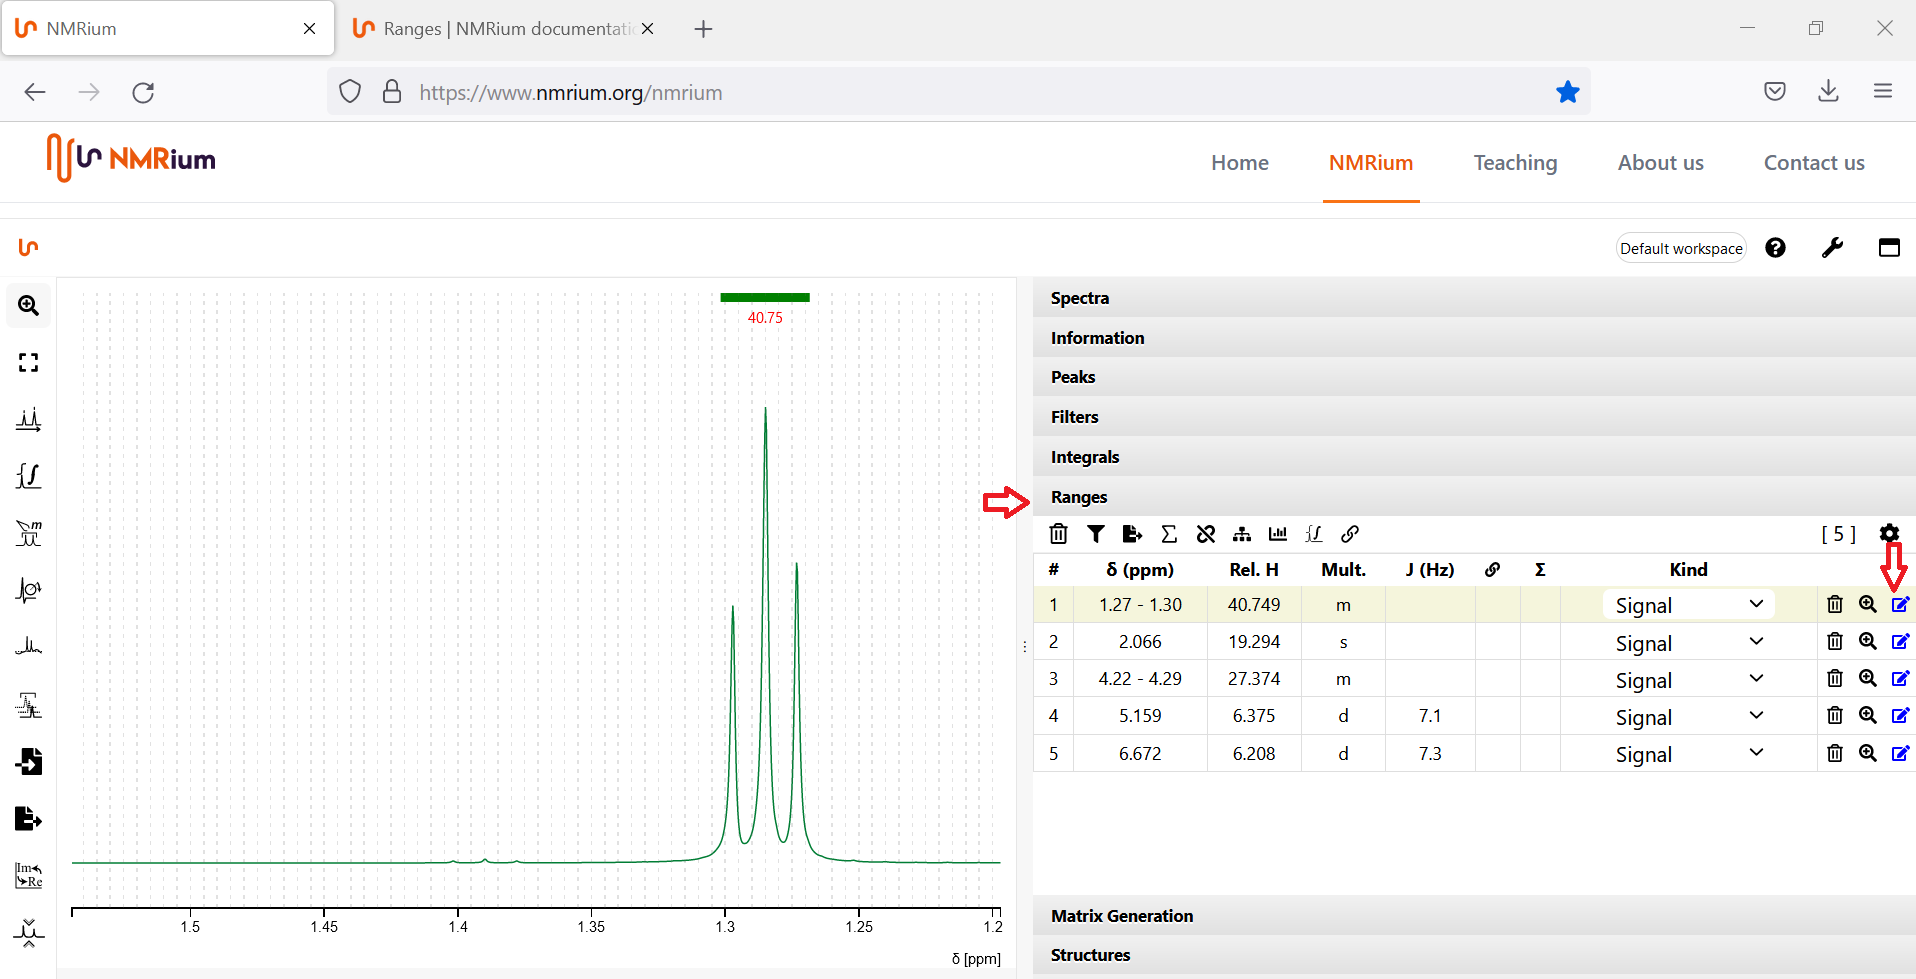 NMRium
Ranges | NMRium documentatio
https://www.nmrium.org/nmrium
NMRium
Home NMRium Teaching About us Contact us
Default workspace
40.75
Im
Re
m
1.5 1.45 1.4 1.35 1.3 1.25 1.2
δ [ppm]
Spectra
Information
Peaks
Filters
Integrals
Ranges
[ 5 ]
# δ (ppm) Rel. H Mult. J (Hz) Σ Kind
1 1.27 - 1.30 40.749 m Signal
2 2.066 19.294 s Signal
3 4.22 - 4.29 27.374 m Signal
4 5.159 6.375 d 7.1 Signal
5 6.672 6.208 d 7.3 Signal
Matrix Generation
Structures